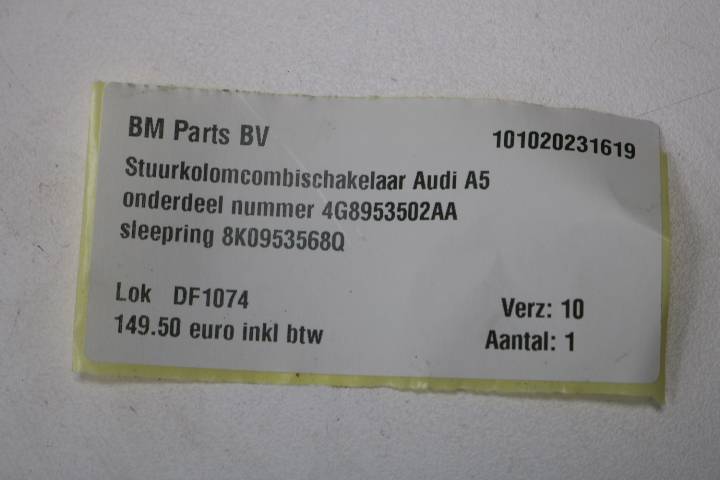 BM Parts BV
101020231619
Stuurkolomcombischakelaar Audi A5
onderdeel nummer 4G8953502AA
sleepring 8K0953568Q
Lok DF1074
Verz: 10
149.50 euro inkl btw
Aantal: 1